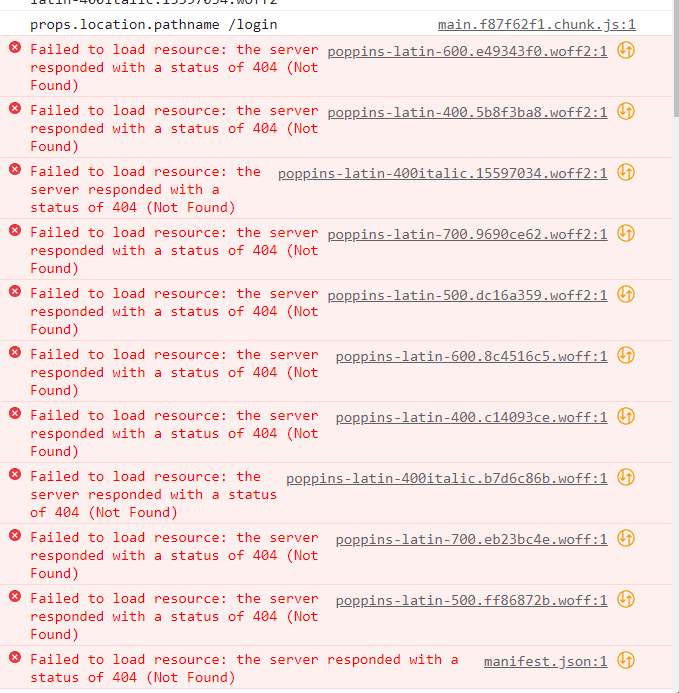 latin-400italic.15597034.woff2
props.location.pathname /login main.f87f62f1.chunk.js:1
Failed to load resource: the server poppins-latin-600.e49343f0.woff2:1
responded with a status of 404 (Not
Found)
Failed to load resource: the server poppins-latin-400.5b8f3ba8.woff2:1
responded with a status of 404 (Not
Found)
Failed to load resource: the poppins-latin-400italic.15597034.woff2:1
server responded with a
status of 404 (Not Found)
Failed to load resource: the server poppins-latin-700.9690ce62.woff2:1
responded with a status of 404 (Not
Found)
Failed to load resource: the server poppins-latin-500.dc16a359.woff2:1
responded with a status of 404 (Not
Found)
Failed to load resource: the server poppins-latin-600.8c4516c5.woff:1
responded with a status of 404 (Not
Found)
Failed to load resource: the server poppins-latin-400.c14093ce.woff:1
responded with a status of 404 (Not
Found)
Failed to load resource: the poppins-latin-400italic.b7d6c86b.woff:1
server responded with a status
of 404 (Not Found)
Failed to load resource: the server poppins-latin-700.eb23bc4e.woff:1
responded with a status of 404 (Not
Found)
Failed to load resource: the server poppins-latin-500.ff86872b.woff:1
responded with a status of 404 (Not
Found)
Failed to load resource: the server responded with a manifest.json:1
status of 404 (Not Found)